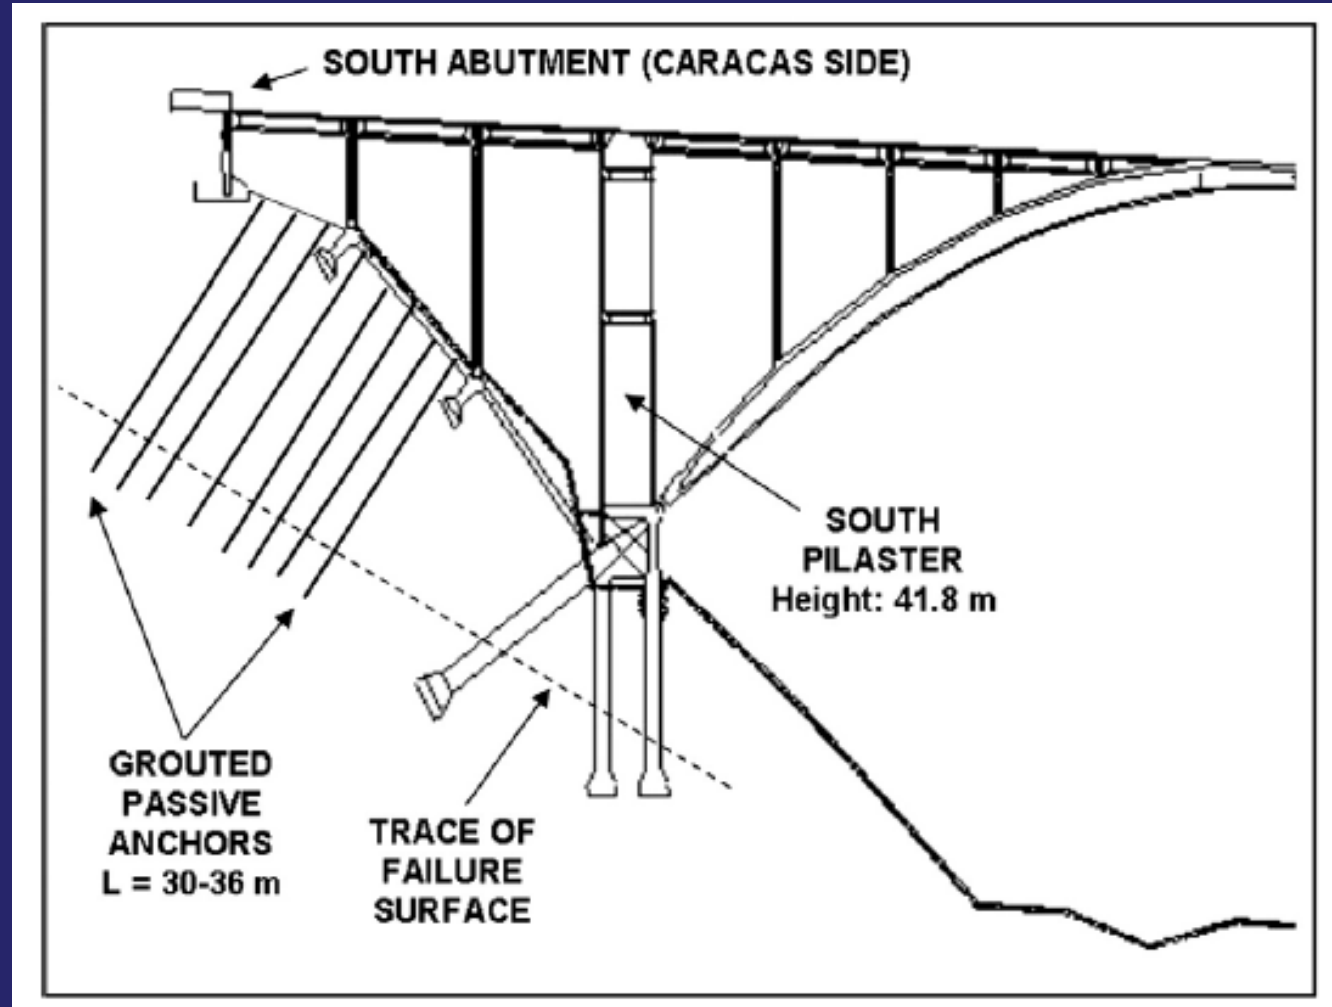 SOUTH ABUTMENT (CARACAS SIDE)
SOUTH
PILASTER
Height: 41.8 m
GROUTED
PASSIVE
ANCHORS
L = 30-36 m
TRACE OF
FAILURE
SURFACE